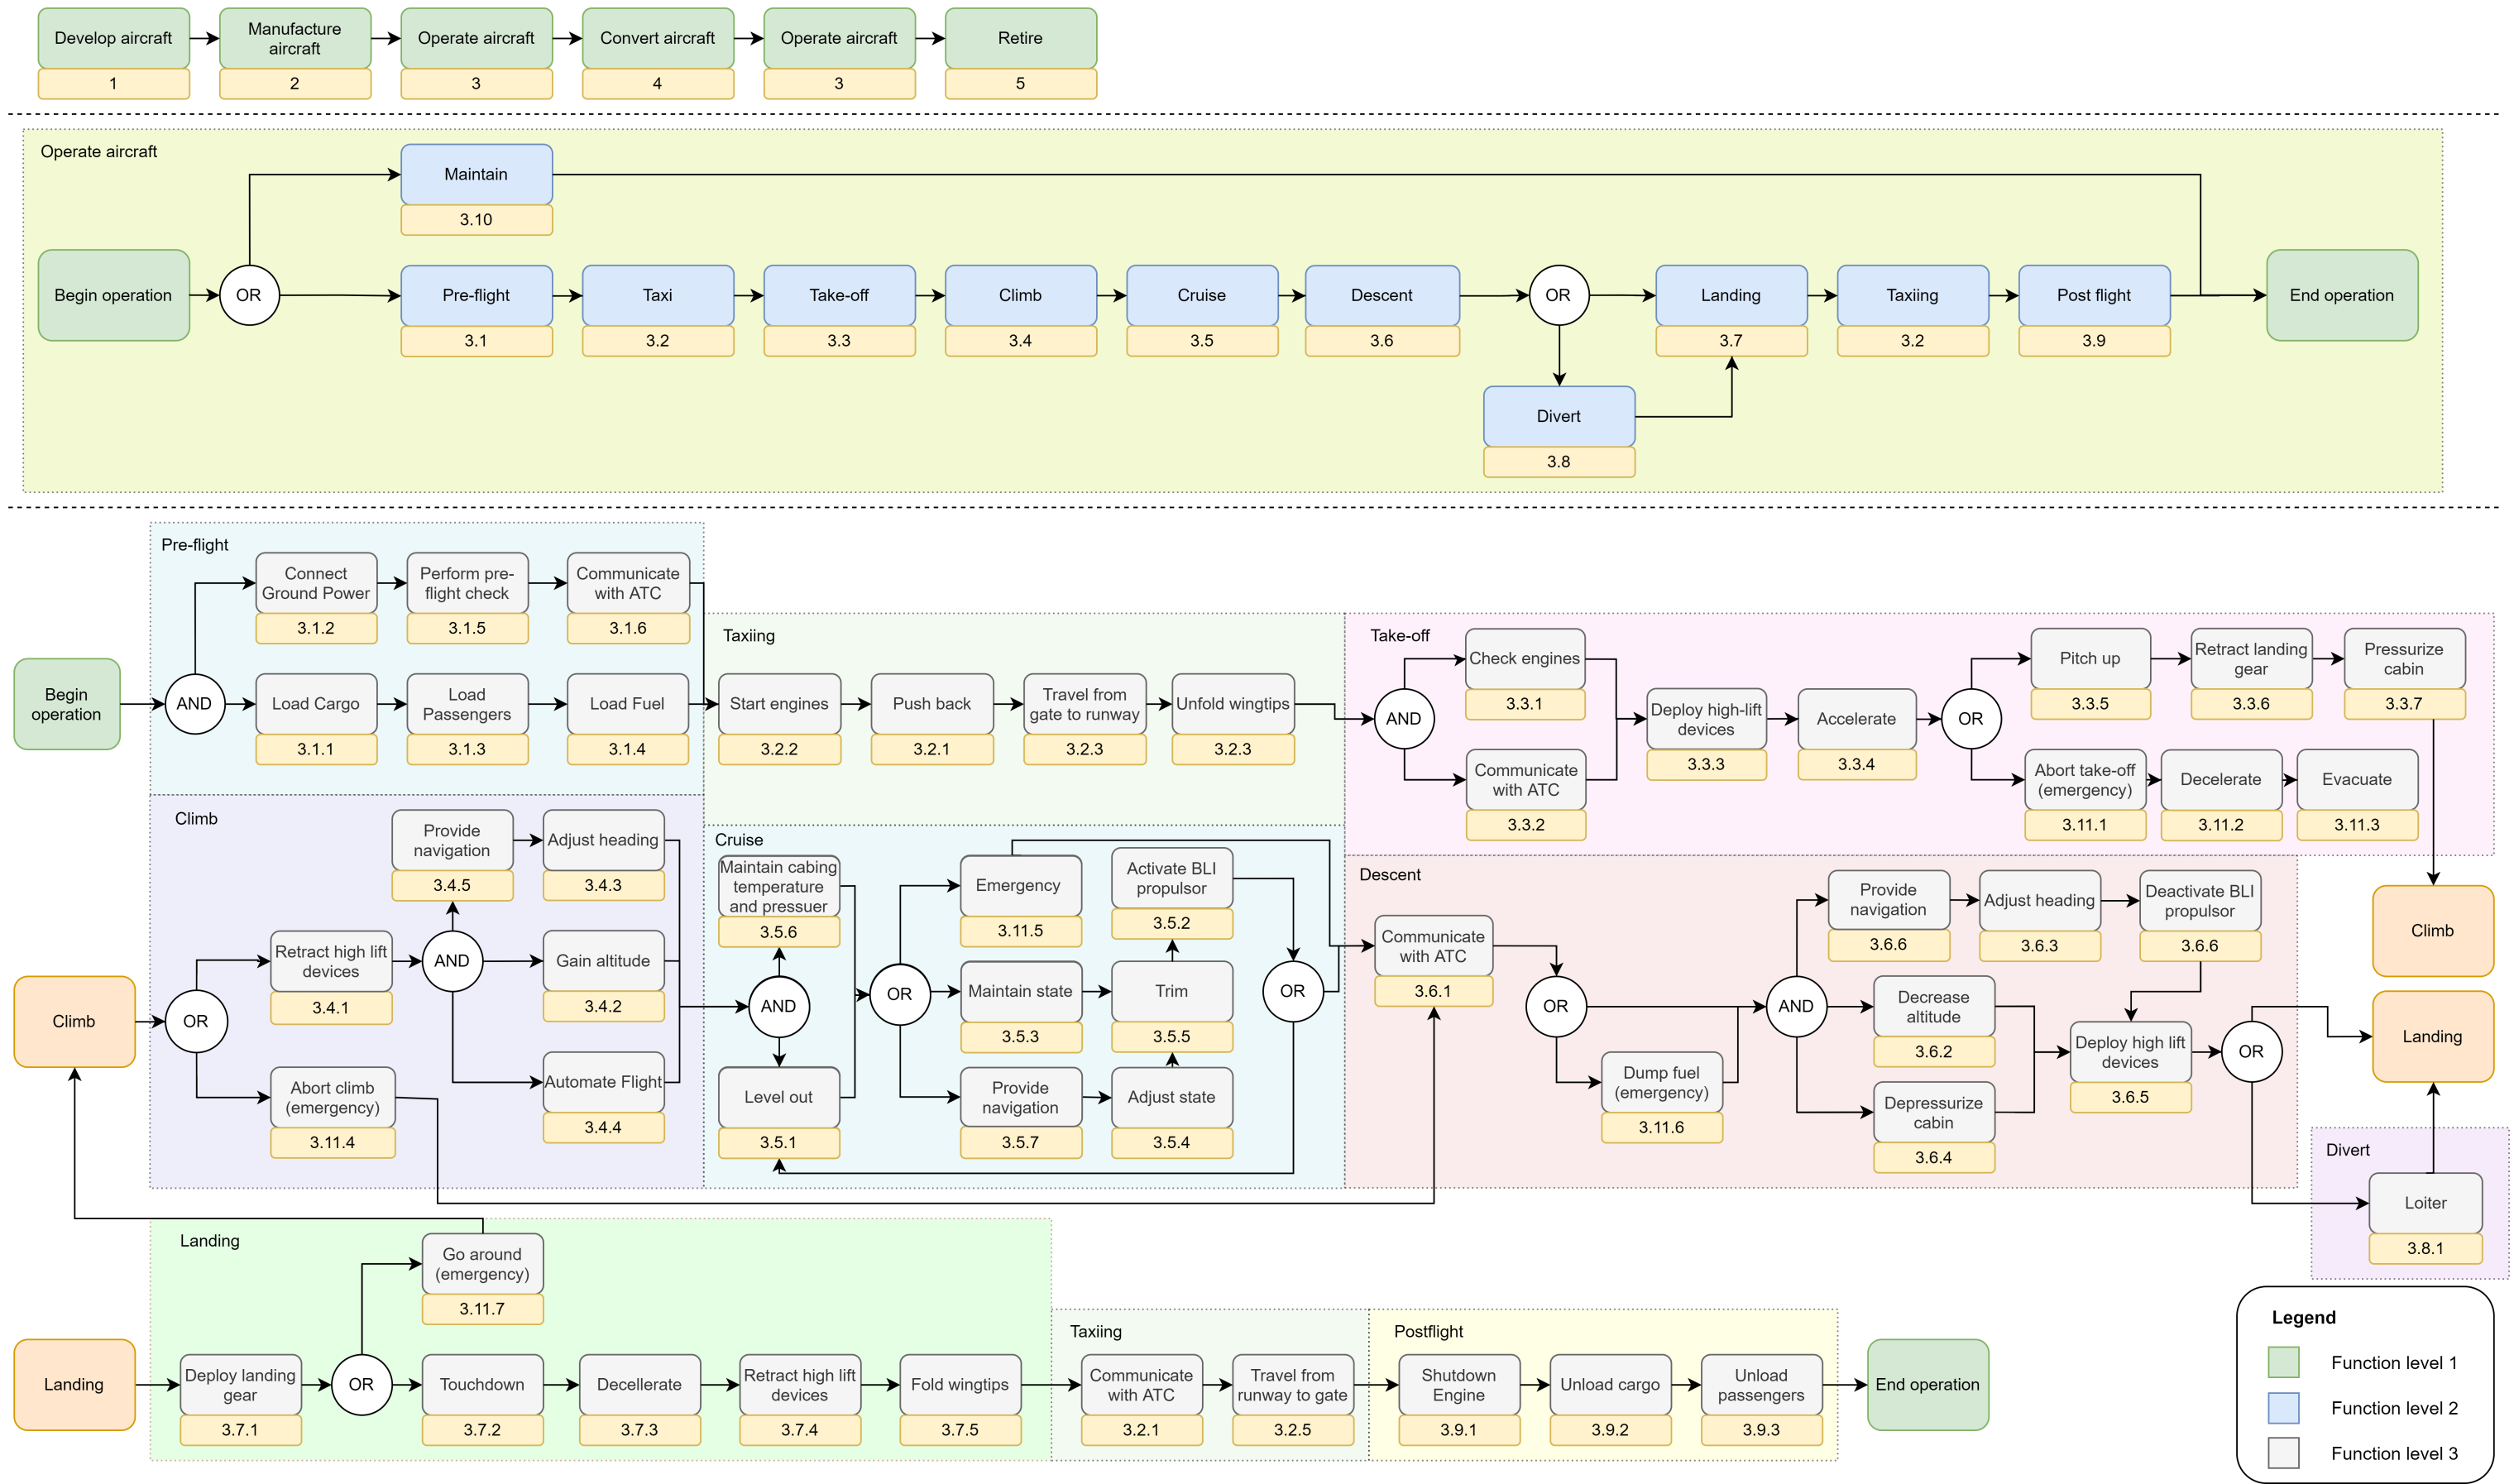 Develop aircraft
1
Manufacture
aircraft
2
Operate aircraft
3
Convert aircraft
4
Operate aircraft
3
Retire
5
Operate aircraft
Maintain
3.10
Begin operation
OR
Pre-flight
3.1
Taxi
3.2
Take-off
3.3
Climb
3.4
Cruise
3.5
Descent
3.6
OR
Landing
3.7
Taxiing
3.2
Post flight
3.9
End operation
Divert
3.8
Begin
operation
Pre-flight
AND
Connect
Ground Power
3.1.2
Perform pre-
flight check
3.1.5
Communicate
with ATC
3.1.6
Load Cargo
3.1.1
Load
Passengers
3.1.3
Load Fuel
3.1.4
Taxiing
Start engines
3.2.2
Push back
3.2.1
Travel from
gate to runway
3.2.3
Unfold wingtips
3.2.3
Take-off
AND
Check engines
3.3.1
Communicate
with ATC
3.3.2
Deploy high-lift
devices
3.3.3
Accelerate
3.3.4
OR
Pitch up
3.3.5
Retract landing
gear
3.3.6
Pressurize
cabin
3.3.7
Abort take-off
(emergency)
3.11.1
Decelerate
3.11.2
Evacuate
3.11.3
Climb
Climb
Climb
OR
Retract high lift
devices
3.4.1
Abort climb
(emergency)
3.11.4
AND
Provide
navigation
3.4.5
Adjust heading
3.4.3
Gain altitude
3.4.2
Automate Flight
3.4.4
Cruise
Maintain cabing
temperature
and pressuer
3.5.6
AND
Level out
3.5.1
OR
Emergency
3.11.5
Maintain state
3.5.3
Provide
navigation
3.5.7
Activate BLI
propulsor
3.5.2
Trim
3.5.5
Adjust state
3.5.4
OR
Descent
Communicate
with ATC
3.6.1
OR
Dump fuel
(emergency)
3.11.6
AND
Provide
navigation
3.6.6
Adjust heading
3.6.3
Deactivate BLI
propulsor
3.6.6
Decrease
altitude
3.6.2
Depressurize
cabin
3.6.4
Deploy high lift
devices
3.6.5
OR
Landing
Divert
Loiter
3.8.1
Landing
Landing
Deploy landing
gear
3.7.1
OR
Go around
(emergency)
3.11.7
Touchdown
3.7.2
Decellerate
3.7.3
Retract high lift
devices
3.7.4
Fold wingtips
3.7.5
Taxiing
Communicate
with ATC
3.2.1
Travel from
runway to gate
3.2.5
Postflight
Shutdown
Engine
3.9.1
Unload cargo
3.9.2
Unload
passengers
3.9.3
End operation
Legend
Function level 1
Function level 2
Function level 3